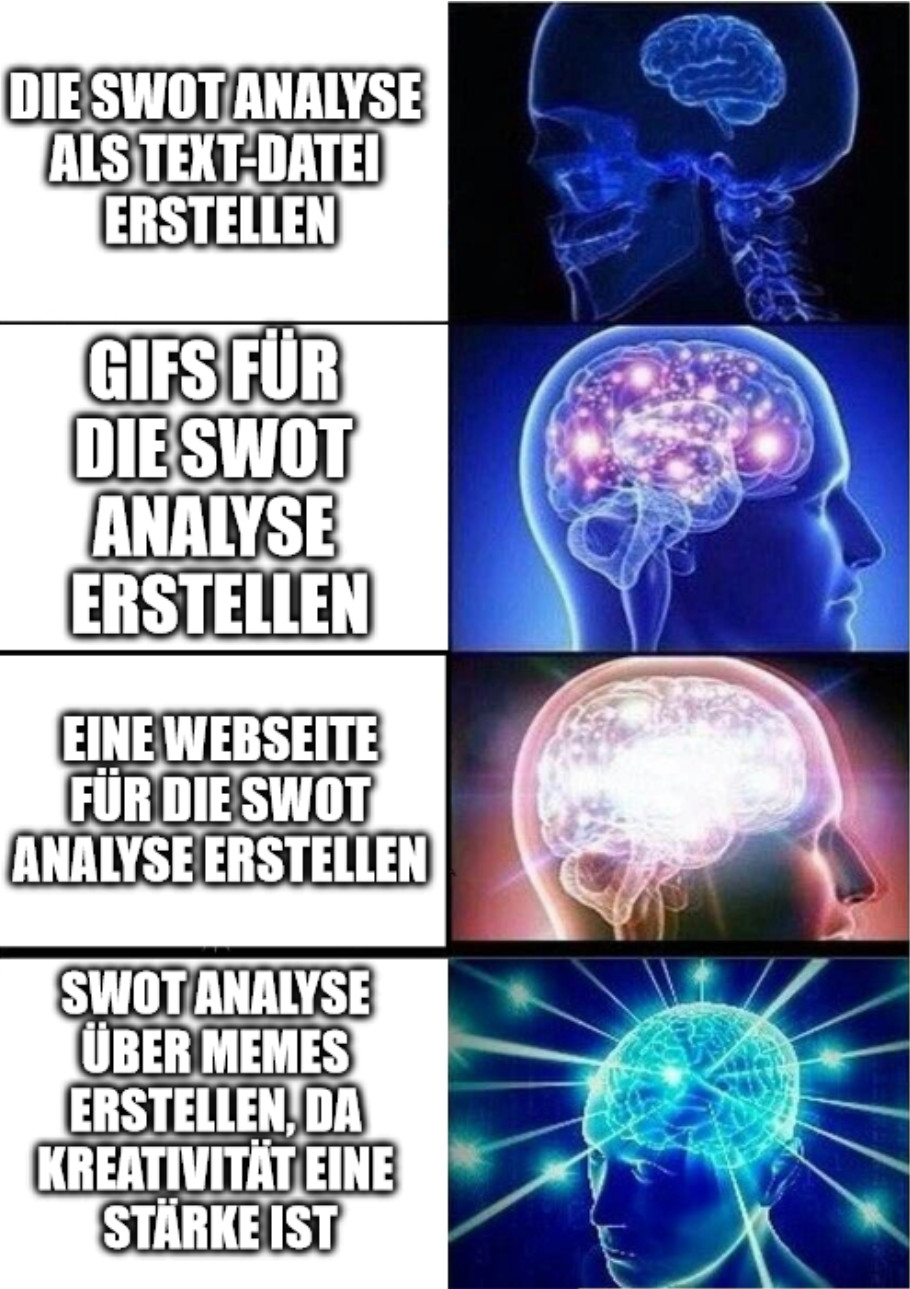 DIE SWOT ANALYSE
ALS TEXT-DATEI
ERSTELLEN
GIFS FÜR
DIE SWOT
ANALYSE
ERSTELLEN
EINE WEBSEITE
FÜR DIE SWOT
ANALYSE ERSTELLEN
SWOT ANALYSE
ÜBER MEMES
ERSTELLEN, DA
KREATIVITÄT EINE
STÄRKE IST